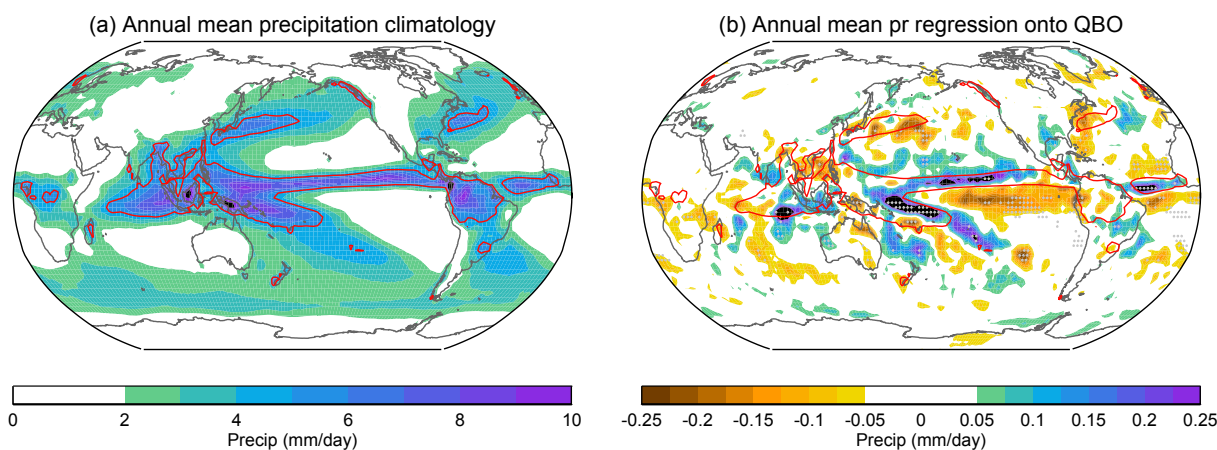 (a) Annual mean precipitation climatology
0 2 4 6 8 10
Precip (mm/day)
(b) Annual mean pr regression onto QBO
-0.25 -0.2 -0.15 -0.1 -0.05 0 0.05 0.1 0.15 0.2 0.25
Precip (mm/day)